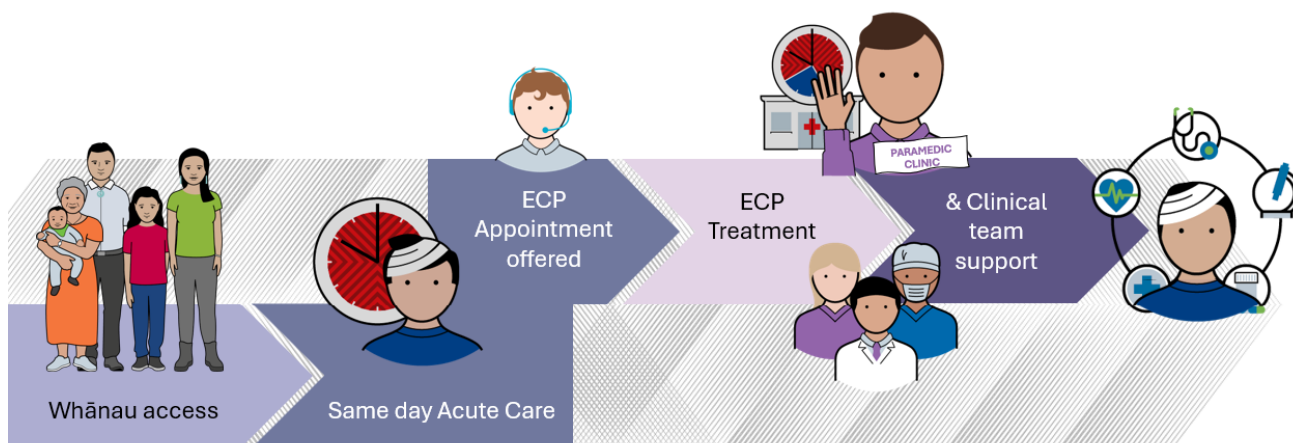 Whānau access
Same day Acute Care
ECP
Appointment
offered
ECP
Treatment
PARAMEDIC
CLINIC
& Clinical
team
support